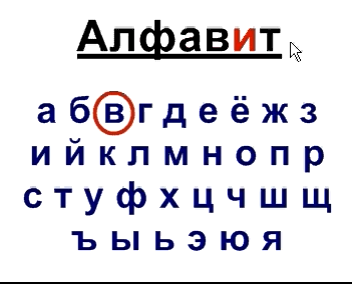 Алфавит
а б в г д е ё ж з
и й к л м н о п р
с т у ф х ц ч ш щ
ъ ы ь э ю я